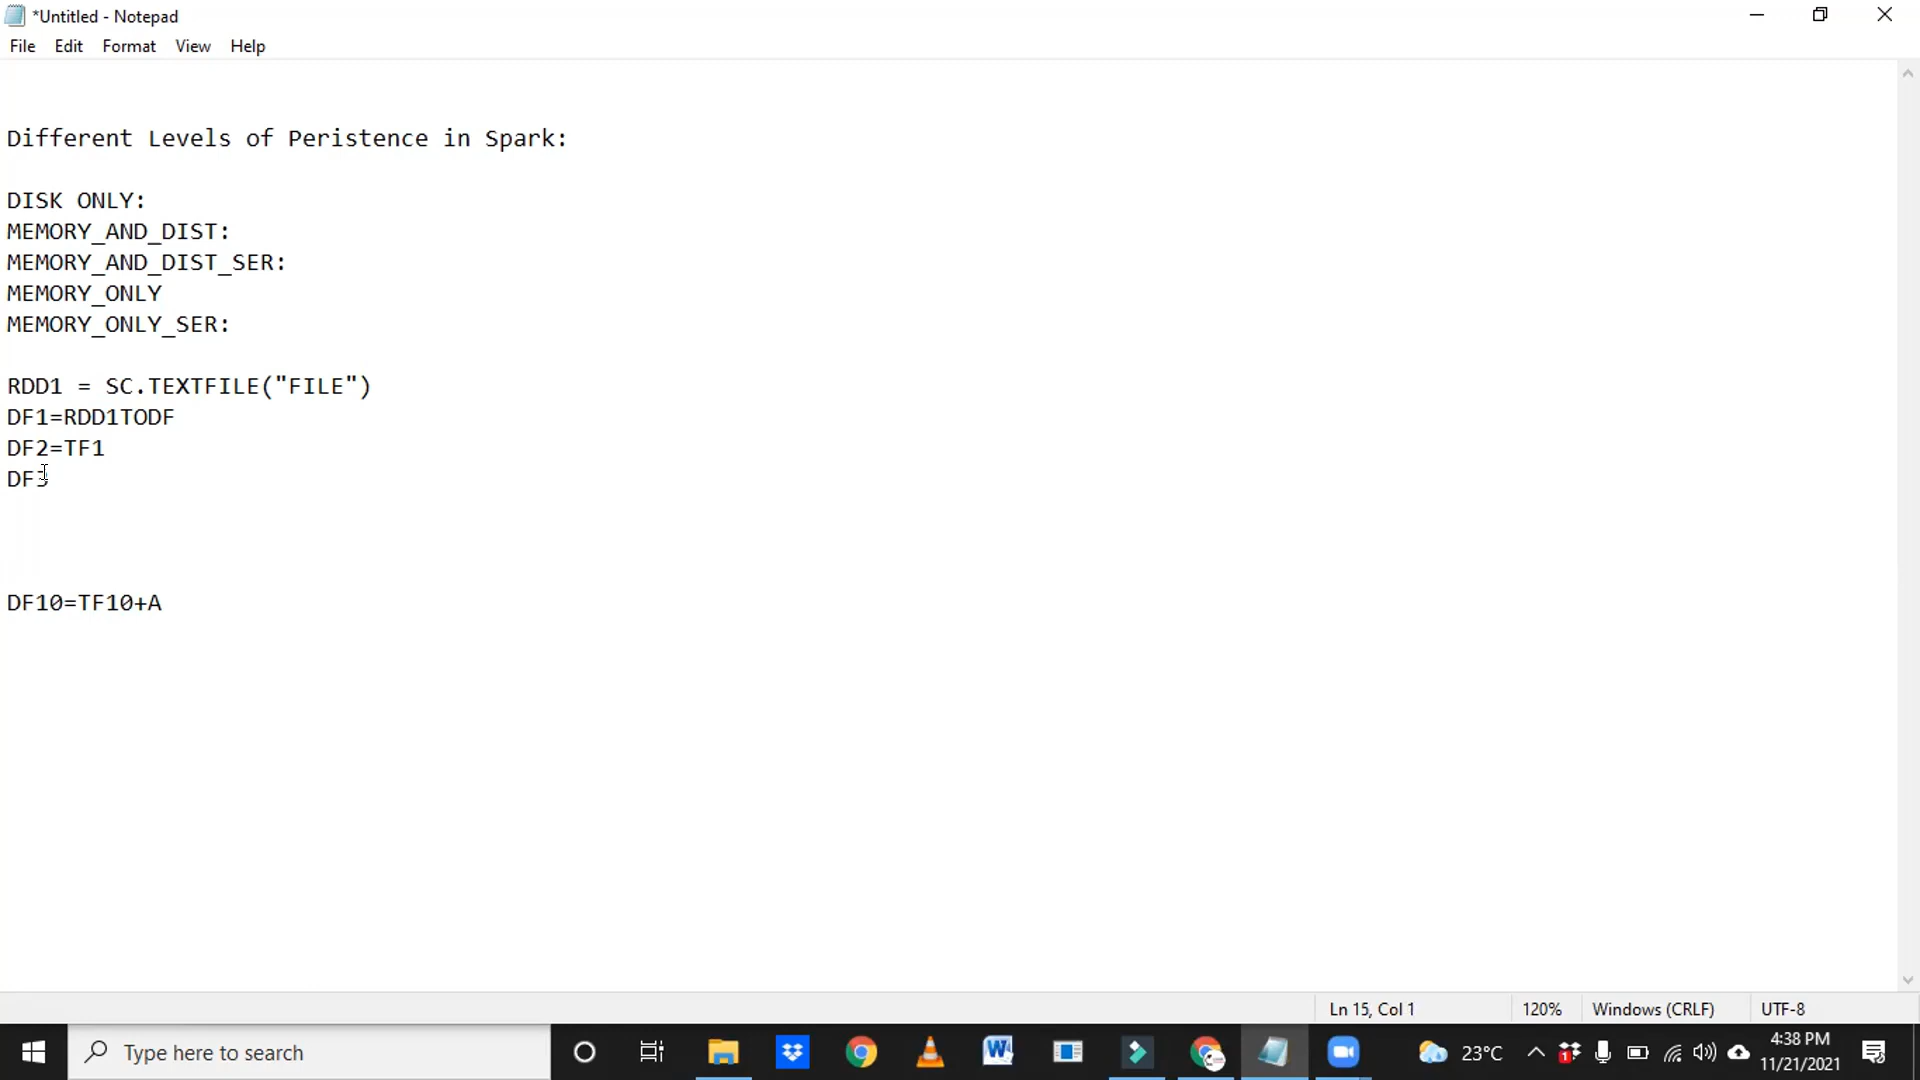 *Untitled - Notepad
File Edit Format View Help
Different Levels of Peristence in Spark:
DISK ONLY:
MEMORY_AND_DIST:
MEMORY_AND_DIST_SER:
MEMORY_ONLY
MEMORY_ONLY_SER:
RDD1 = SC.TEXTFILE("FILE")
DF1=RDD1TODF
DF2=TF1
DF3
DF10=TF10+A
Ln 15, Col 1 120% Windows (CRLF) UTF-8
Type here to search
23°C
4:38 PM
11/21/2021